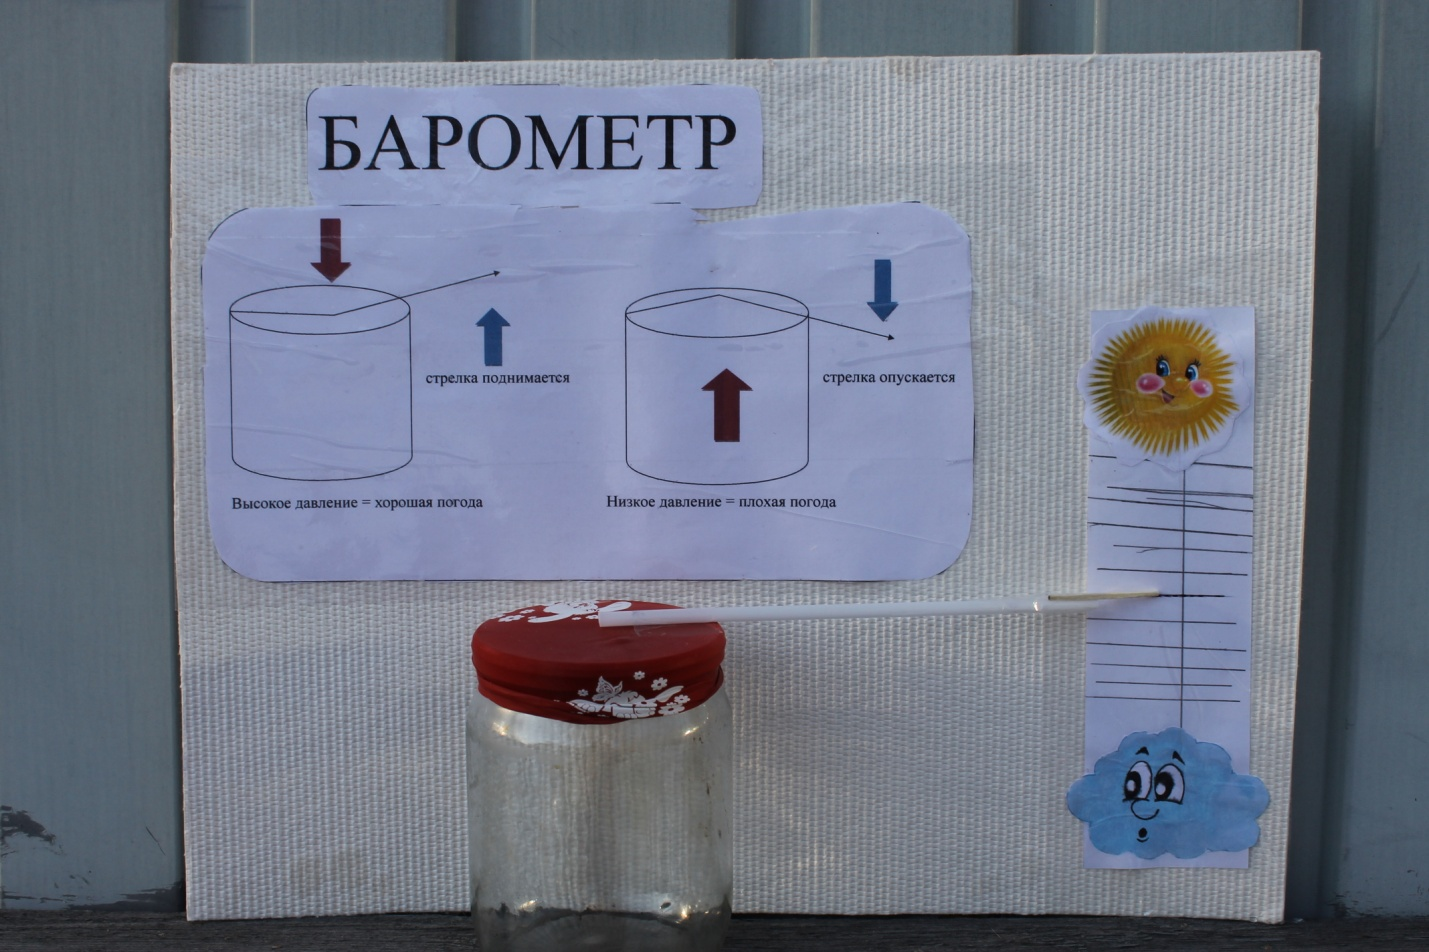 БАРОМЕТР
стрелка поднимается
стрелка опускается
Высокое давление = хорошая погода
Низкое давление = плохая погода